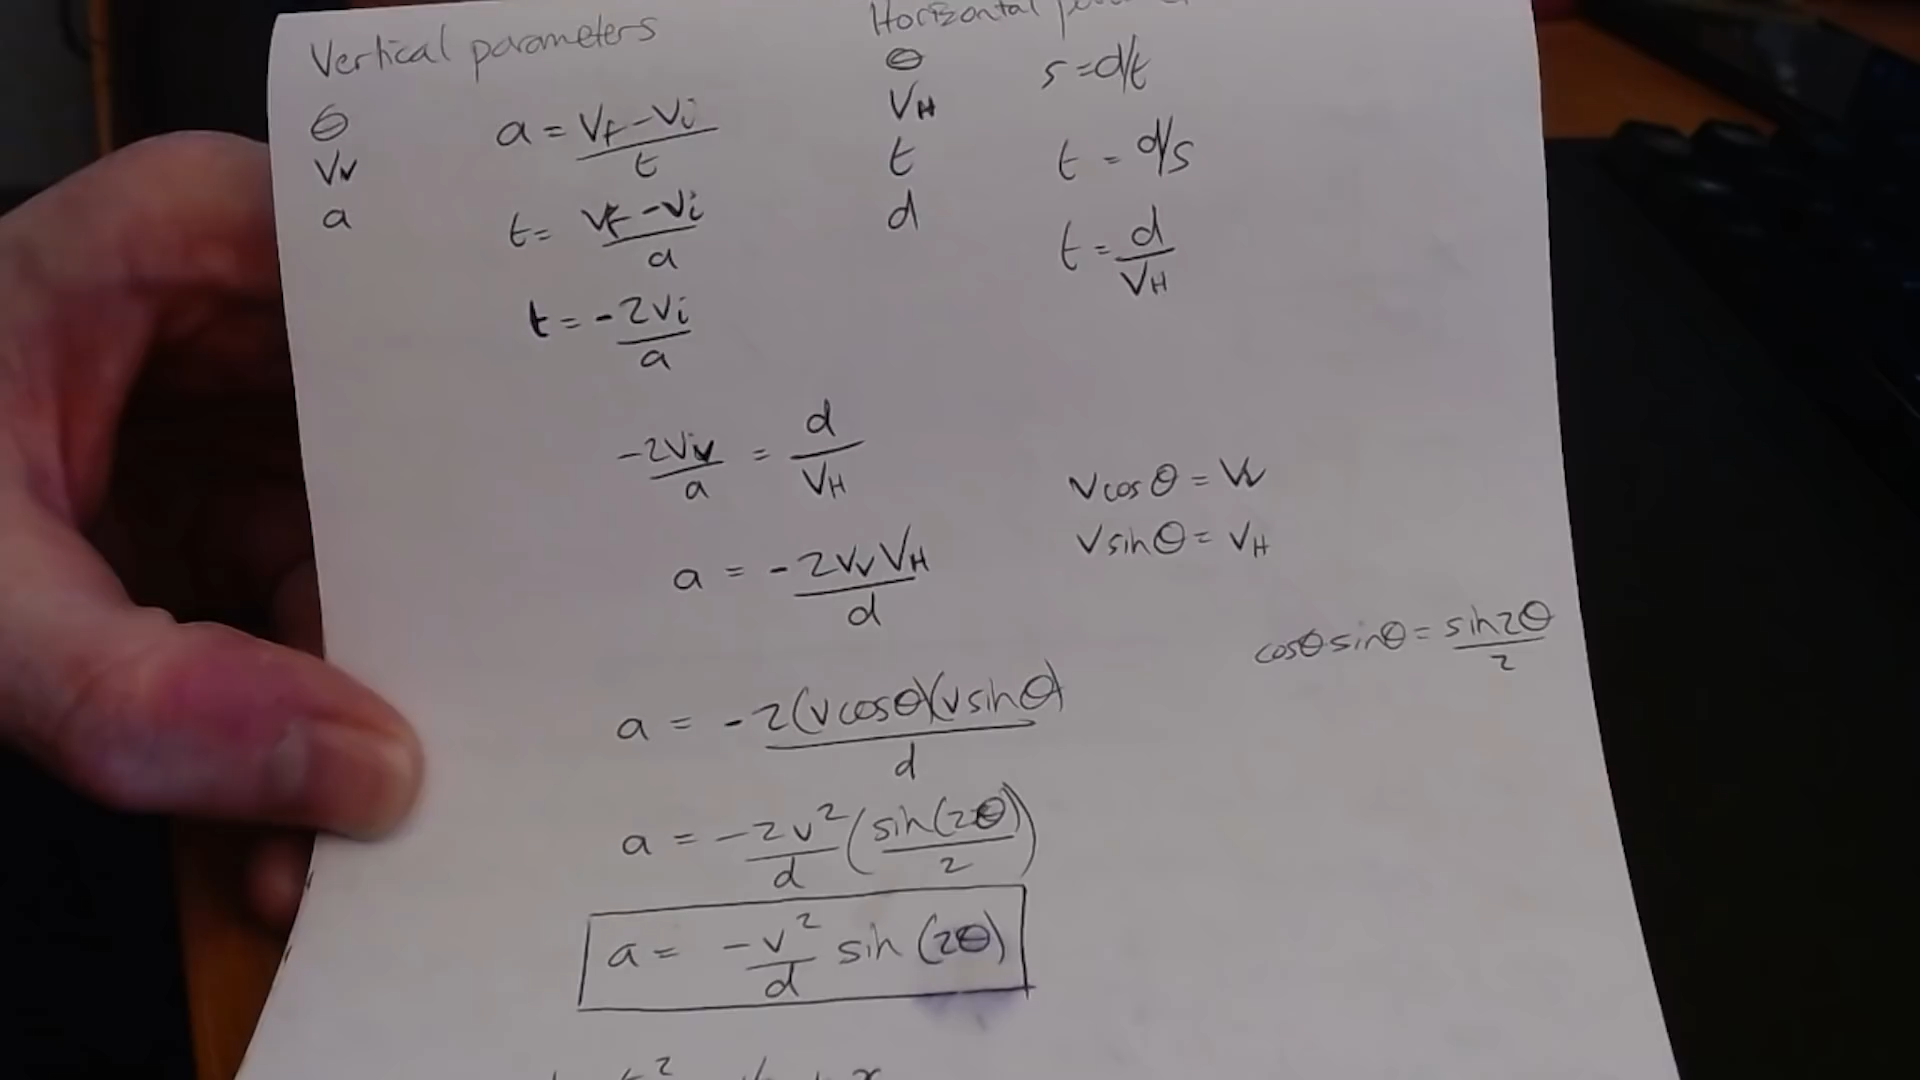 Vertical parameters
θ
Vv
a
a = (Vf - Vi)/t
t = (Vf - Vi)/a
t = -2Vi/a
Horizontal
θ
VH
t
d
s = d/t
t = d/s
t = d/VH
-2Viv/a = d/VH
a = -2VvVH/d
Vcosθ = Vv
Vsinθ = VH
cosθsinθ = sin2θ/2
a = -2(vcosθ)(vsinθ)/d
a = -2v²/d (sin(2θ)/2)
a = -v²/d sin(2θ)